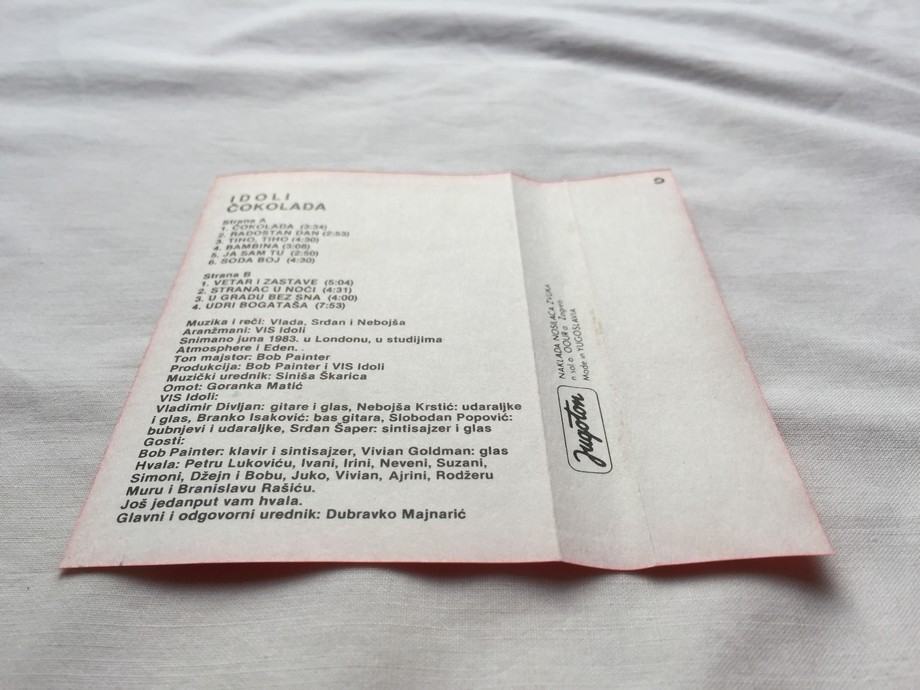 IDOLI
ČOKOLADA
Strana A
1. ČOKOLADA (3:34)
2. RADOSTAN DAN (2:53)
3. TIHO, TIHO (4:30)
4. BAMBINA (3:08)
5. JA SAM TU (2:50)
6. SODA BOJ (4:30)
Strana B
1. VETAR I ZASTAVE (5:04)
2. STRANAC U NOĆI (4:31)
3. U GRADU BEZ SNA (4:00)
4. UDRI BOGATAŠA (7:53)
Muzika i reči: Vlada, Srđan i Nebojša
Aranžmani: VIS Idoli
Snimano juna 1983. u Londonu, u studijima
Atmosphere i Eden.
Ton majstor: Bob Painter
Produkcija: Bob Painter i VIS Idoli
Muzički urednik: Siniša Škarica
Omot: Goranka Matić
VIS Idoli:
Vladimir Divljan: gitare i glas, Nebojša Krstić: udaraljke
i glas, Branko Isaković: bas gitara, Slobodan Popović:
bubnjevi i udaraljke, Srđan Šaper: sintisajzer i glas
Gosti:
Bob Painter: klavir i sintisajzer, Vivian Goldman: glas
Hvala: Petru Lukoviću, Ivani, Irini, Neveni, Suzani,
Simoni, Džejn i Bobu, Juko, Vivian, Ajrini, Rodžeru
Muru i Branislavu Rašiću.
Još jedanput vam hvala.
Glavni i odgovorni urednik: Dubravko Majnarić
Jugoton
NAKLADA NOSILACA ZVUKA
n sol o OOUR a Zagreb
Made in YUGOSLAVIA